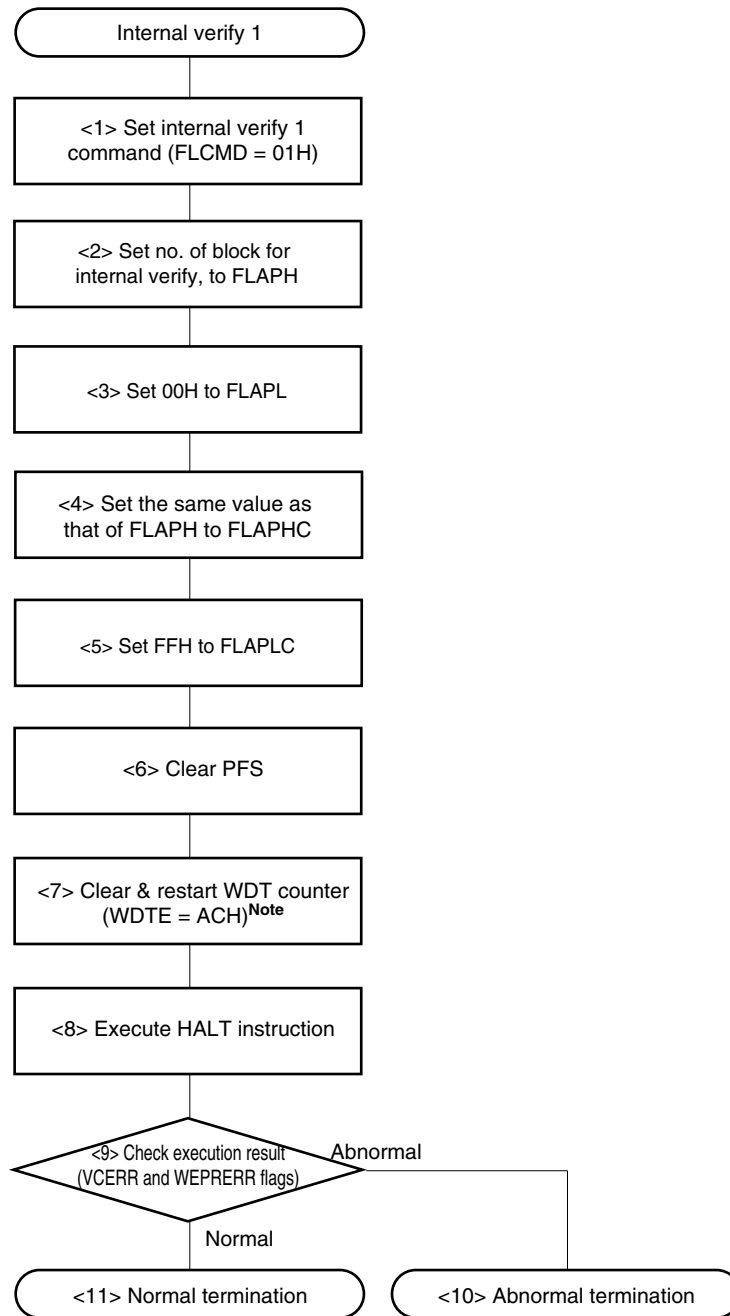 Internal verify 1
<1> Set internal verify 1
command (FLCMD = 01H)
<2> Set no. of block for
internal verify, to FLAPH
<3> Set 00H to FLAPL
<4> Set the same value as
that of FLAPH to FLAPHC
<5> Set FFH to FLAPLC
<6> Clear PFS
<7> Clear & restart WDT counter
(WDTE = ACH)Note
<8> Execute HALT instruction
<9> Check execution result
(VCERR and WEPRERR flags)
Abnormal
Normal
<11> Normal termination
<10> Abnormal termination